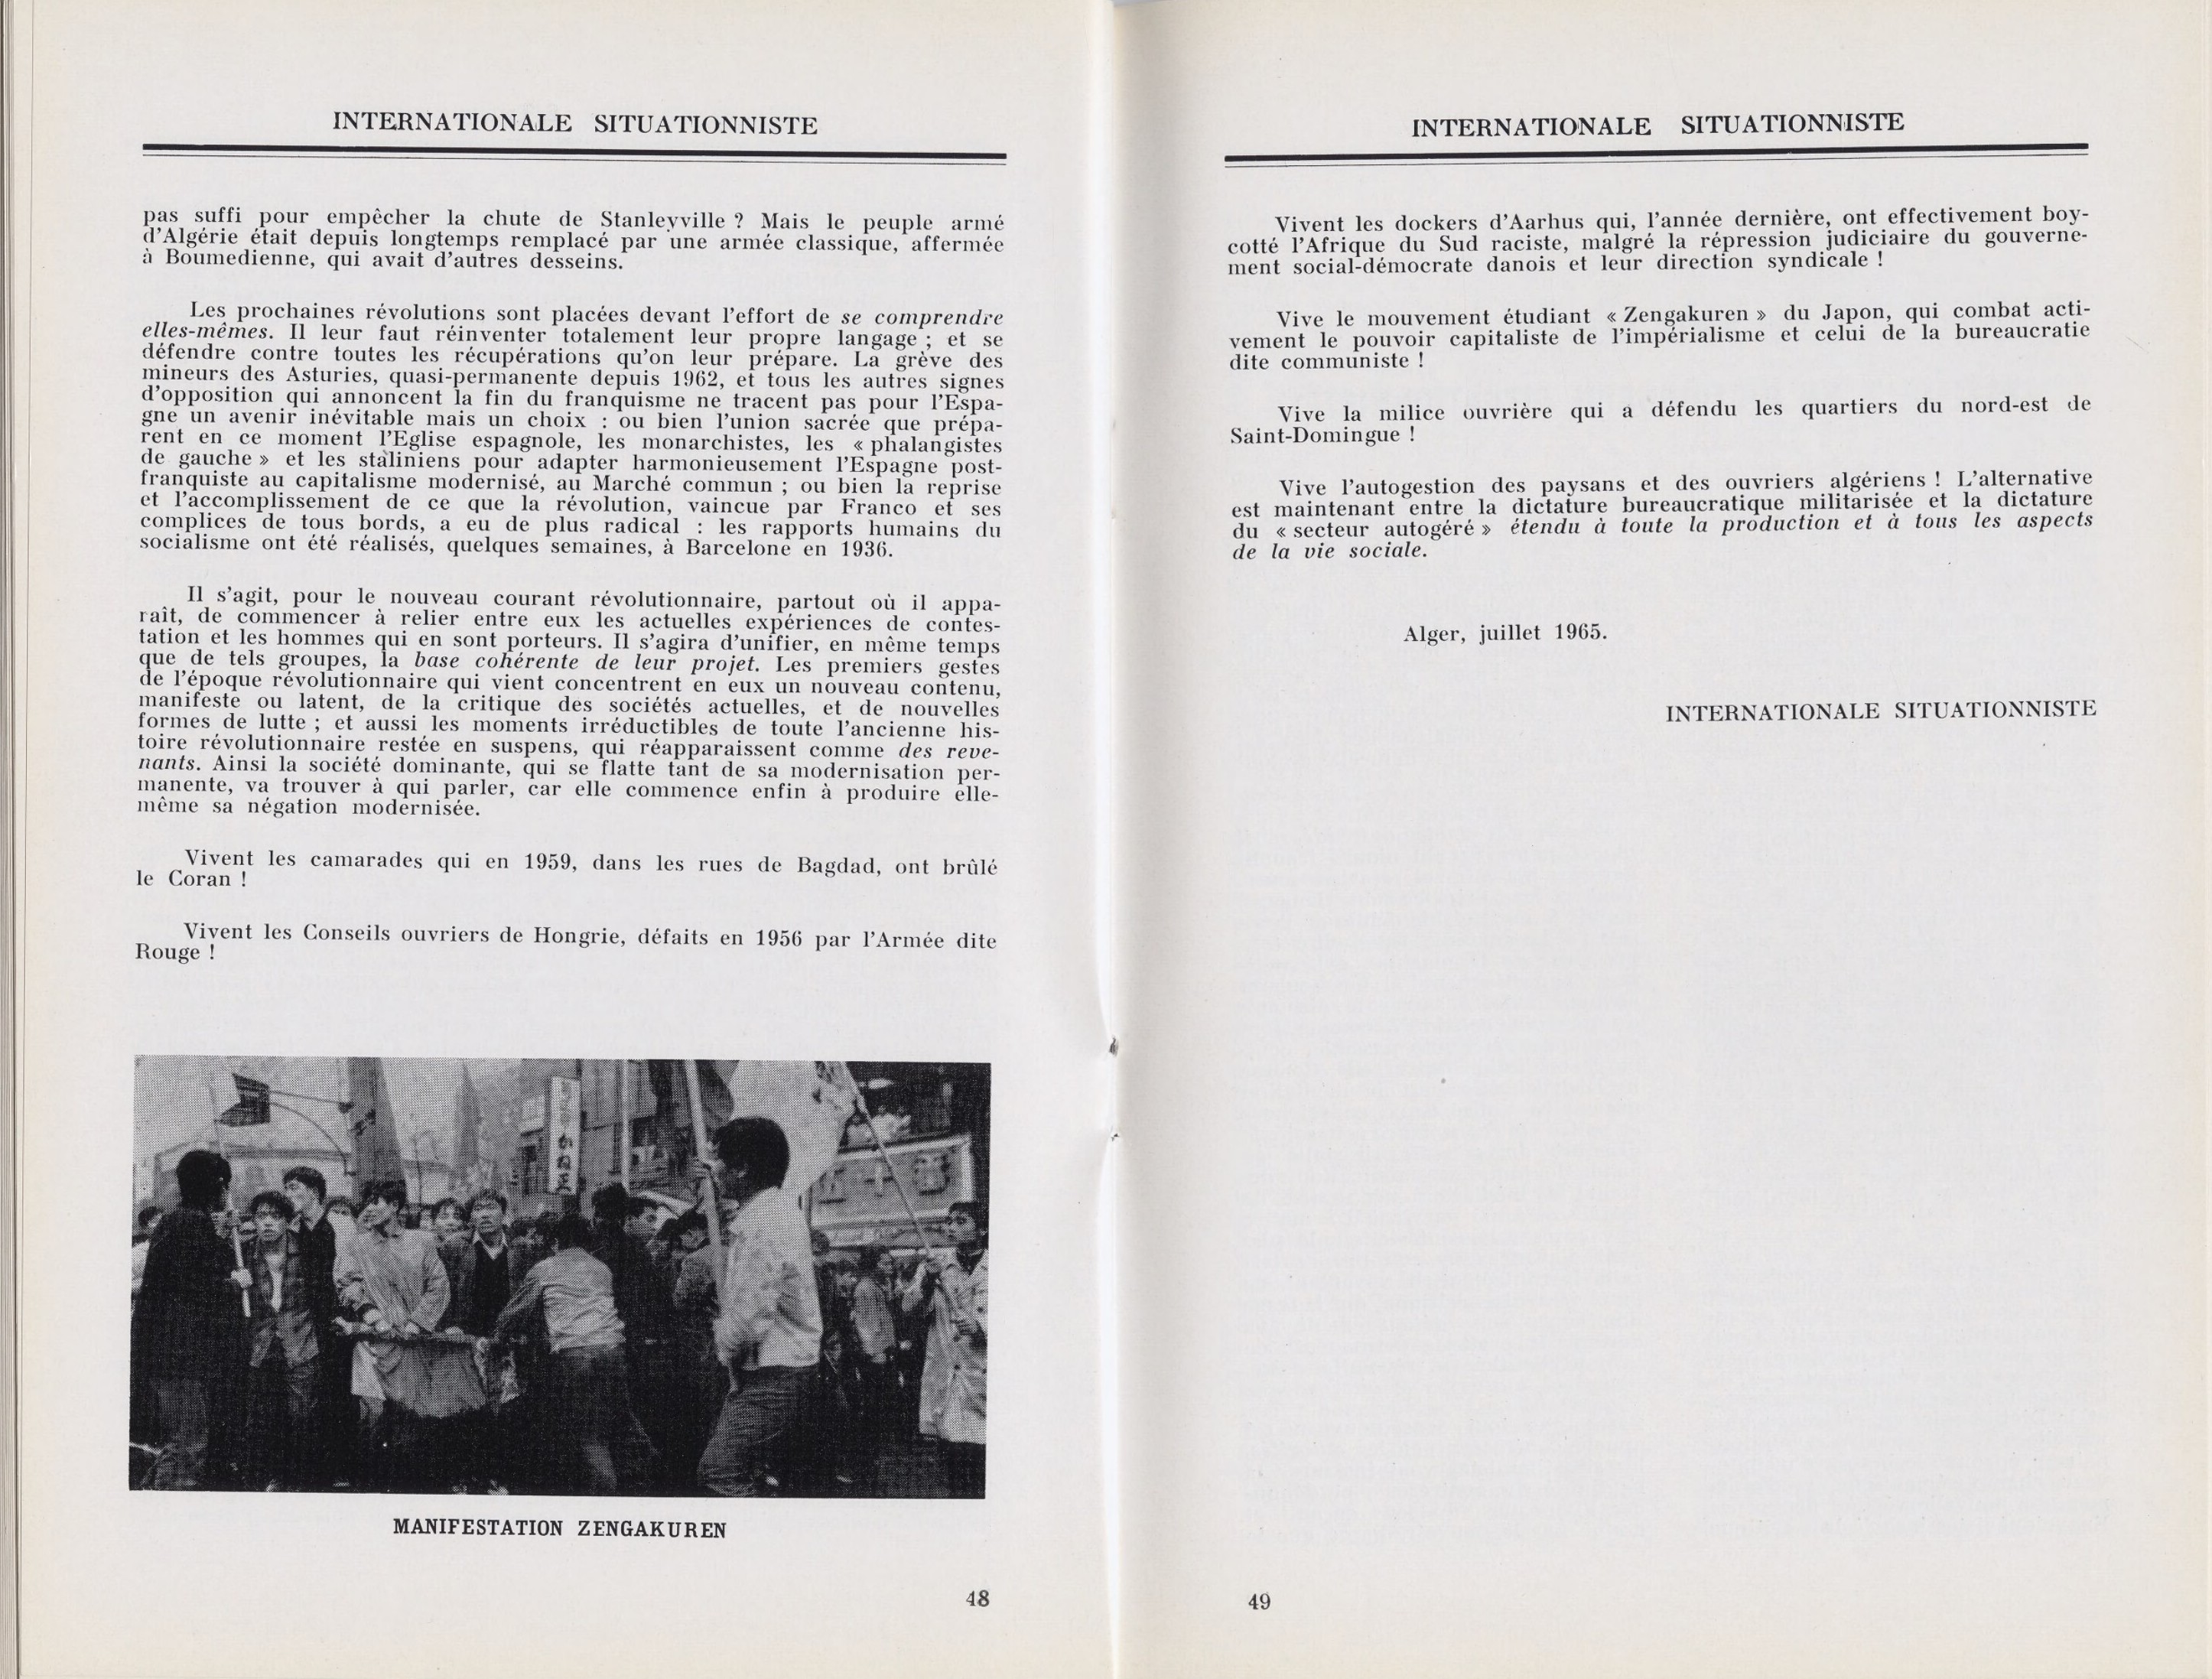 INTERNATIONALE SITUATIONNISTE
pas suffi pour empêcher la chute de Stanleyville ? Mais le peuple armé
d'Algérie était depuis longtemps remplacé par une armée classique, affermée
à Boumedienne, qui avait d'autres desseins.
Les prochaines révolutions sont placées devant l'effort de se comprendre
elles-mêmes. Il leur faut réinventer totalement leur propre langage ; et se
défendre contre toutes les récupérations qu'on leur prépare. La grève des
mineurs des Asturies, quasi-permanente depuis 1962, et tous les autres signes
d'opposition qui annoncent la fin du franquisme ne tracent pas pour l'Espa-
gne un avenir inévitable mais un choix : ou bien l'union sacrée que prépa-
rent en ce moment l'Eglise espagnole, les monarchistes, les « phalangistes
de gauche » et les staliniens pour adapter harmonieusement l'Espagne post-
franquiste au capitalisme modernisé, au Marché commun ; ou bien la reprise
et l'accomplissement de ce que la révolution, vaincue par Franco et ses
complices de tous bords, a eu de plus radical : les rapports humains du
socialisme ont été réalisés, quelques semaines, à Barcelone en 1936.
Il s'agit, pour le nouveau courant révolutionnaire, partout où il appa-
raît, de commencer à relier entre eux les actuelles expériences de contes-
tation et les hommes qui en sont porteurs. Il s'agira d'unifier, en même temps
que de tels groupes, la base cohérente de leur projet. Les premiers gestes
de l'époque révolutionnaire qui vient concentrent en eux un nouveau contenu,
manifeste ou latent, de la critique des sociétés actuelles, et de nouvelles
formes de lutte ; et aussi les moments irréductibles de toute l'ancienne his-
toire révolutionnaire restée en suspens, qui réapparaissent comme des reve-
nants. Ainsi la société dominante, qui se flatte tant de sa modernisation per-
manente, va trouver à qui parler, car elle commence enfin à produire elle-
même sa négation modernisée.
Vivent les camarades qui en 1959, dans les rues de Bagdad, ont brûlé
le Coran !
Vivent les Conseils ouvriers de Hongrie, défaits en 1956 par l'Armée dite
Rouge !
MANIFESTATION ZENGAKUREN
48
INTERNATIONALE SITUATIONNISTE
Vivent les dockers d'Aarhus qui, l'année dernière, ont effectivement boy-
cotté l'Afrique du Sud raciste, malgré la répression judiciaire du gouverne-
ment social-démocrate danois et leur direction syndicale !
Vive le mouvement étudiant « Zengakuren » du Japon, qui combat acti-
vement le pouvoir capitaliste de l'impérialisme et celui de la bureaucratie
dite communiste !
Vive la milice ouvrière qui a défendu les quartiers du nord-est de
Saint-Domingue !
Vive l'autogestion des paysans et des ouvriers algériens ! L'alternative
est maintenant entre la dictature bureaucratique militarisée et la dictature
du « secteur autogéré » étendu à toute la production et à tous les aspects
de la vie sociale.
Alger, juillet 1965.
INTERNATIONALE SITUATIONNISTE
49